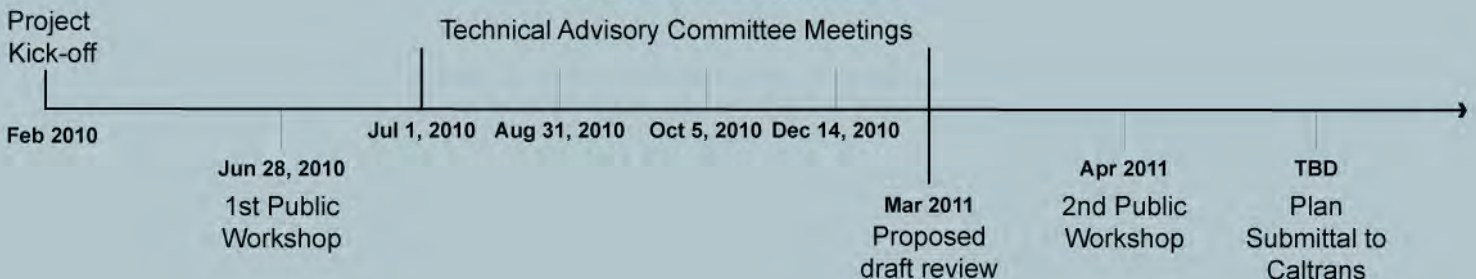 Project
Kick-off
Technical Advisory Committee Meetings
Feb 2010
Jul 1, 2010
Aug 31, 2010
Oct 5, 2010
Dec 14, 2010
Jun 28, 2010
1st Public
Workshop
Mar 2011
Proposed
draft review
Apr 2011
2nd Public
Workshop
TBD
Plan
Submittal to
Caltrans